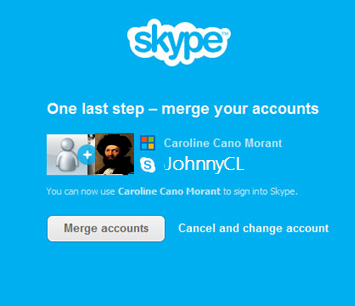 skype™
One last step – merge your accounts
Caroline Cano Morant
JohnnyCL
You can now use Caroline Cano Morant to sign into Skype.
Merge accounts Cancel and change account